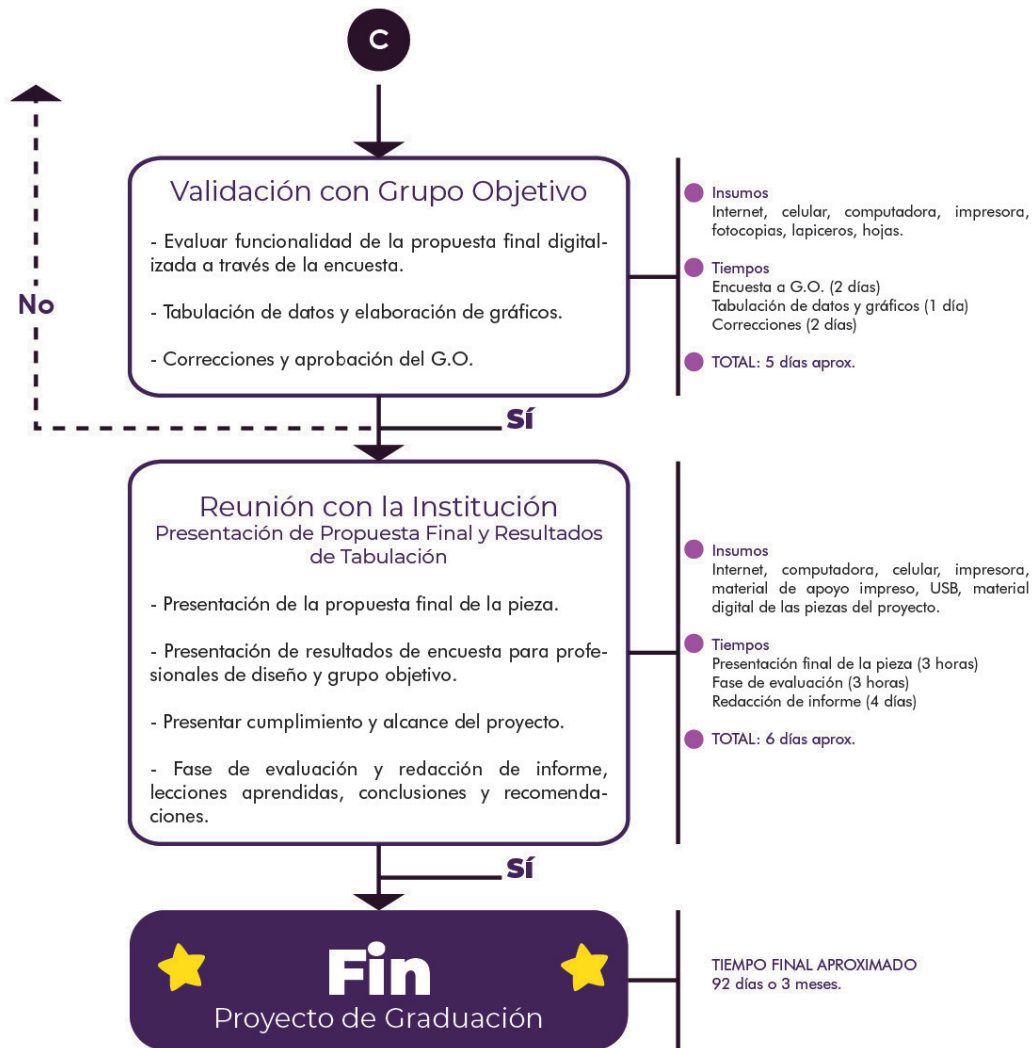 C
Validación con Grupo Objetivo
- Evaluar funcionalidad de la propuesta final digital-
izada a través de la encuesta.
- Tabulación de datos y elaboración de gráficos.
- Correcciones y aprobación del G.O.
Insumos
Internet, celular, computadora, impresora,
fotocopias, lapiceros, hojas.
Tiempos
Encuesta a G.O. (2 días)
Tabulación de datos y gráficos (1 día)
Correcciones (2 días)
TOTAL: 5 días aprox.
No
Sí
Reunión con la Institución
Presentación de Propuesta Final y Resultados
de Tabulación
- Presentación de la propuesta final de la pieza.
- Presentación de resultados de encuesta para profe-
sionales de diseño y grupo objetivo.
- Presentar cumplimiento y alcance del proyecto.
- Fase de evaluación y redacción de informe,
lecciones aprendidas, conclusiones y recomenda-
ciones.
Insumos
Internet, computadora, celular, impresora,
material de apoyo impreso, USB, material
digital de las piezas del proyecto.
Tiempos
Presentación final de la pieza (3 horas)
Fase de evaluación (3 horas)
Redacción de informe (4 días)
TOTAL: 6 días aprox.
Sí
Fin
Proyecto de Graduación
TIEMPO FINAL APROXIMADO
92 días o 3 meses.